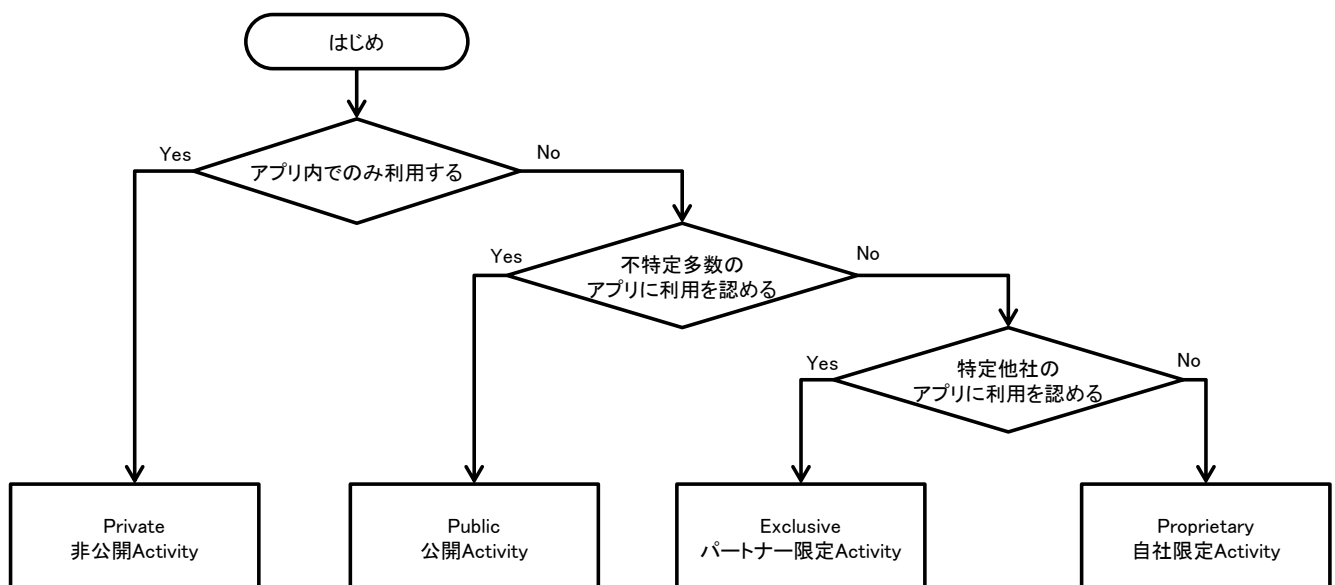 はじめ
Yes
アプリ内でのみ利用する
No
Yes
不特定多数の
アプリに利用を認める
No
Yes
特定他社の
アプリに利用を認める
No
Private
非公開Activity
Public
公開Activity
Exclusive
パートナー限定Activity
Proprietary
自社限定Activity